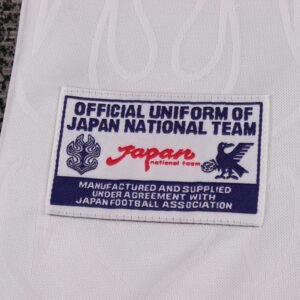 OFFICIAL UNIFORM OF
JAPAN NATIONAL TEAM
Japan
national team
MANUFACTURED AND SUPPLIED
UNDER AGREEMENT WITH
JAPAN FOOTBALL ASSOCIATION